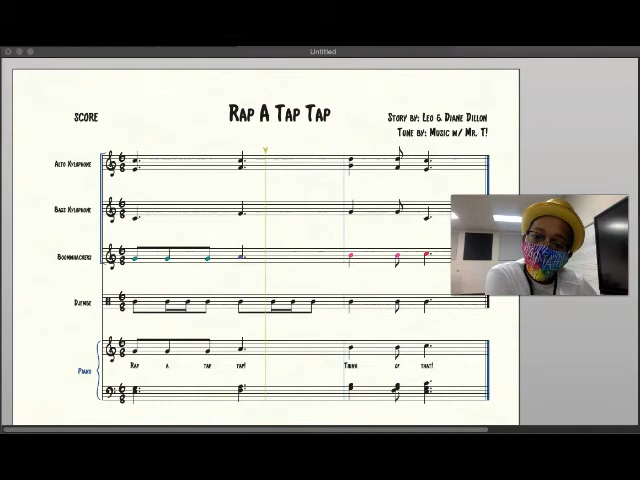 Untitled
Rap A Tap Tap
SCORE
Story by: Leo & Diane Dillon
Tune by: Music w/ Mr. T!
Alto Xylophone
Bass Xylophone
Boomwhackers
Djembe
Piano
Rap a tap tap! Think of that!